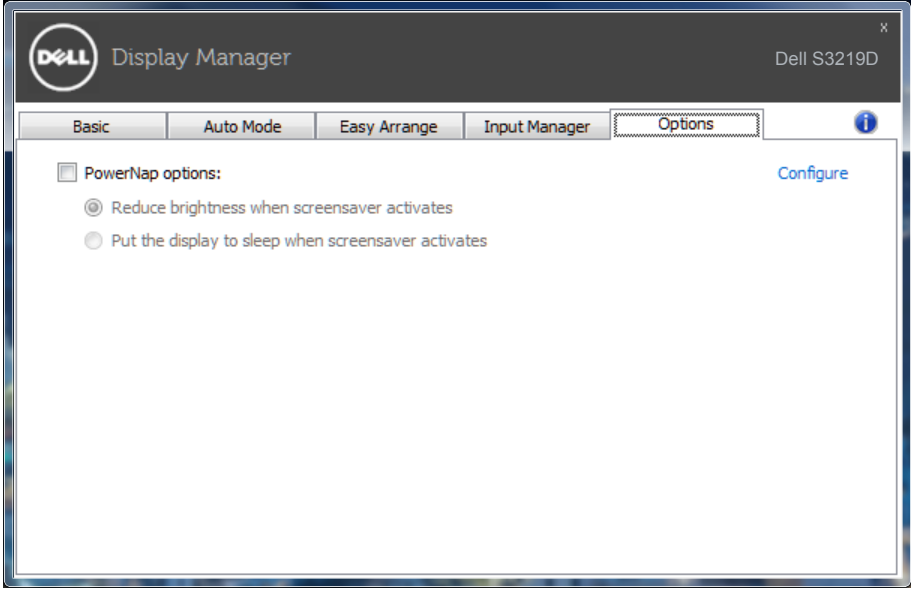 x
DELL
Display Manager
Dell S3219D
Basic
Auto Mode
Easy Arrange
Input Manager
Options
i
PowerNap options:
Configure
Reduce brightness when screensaver activates
Put the display to sleep when screensaver activates